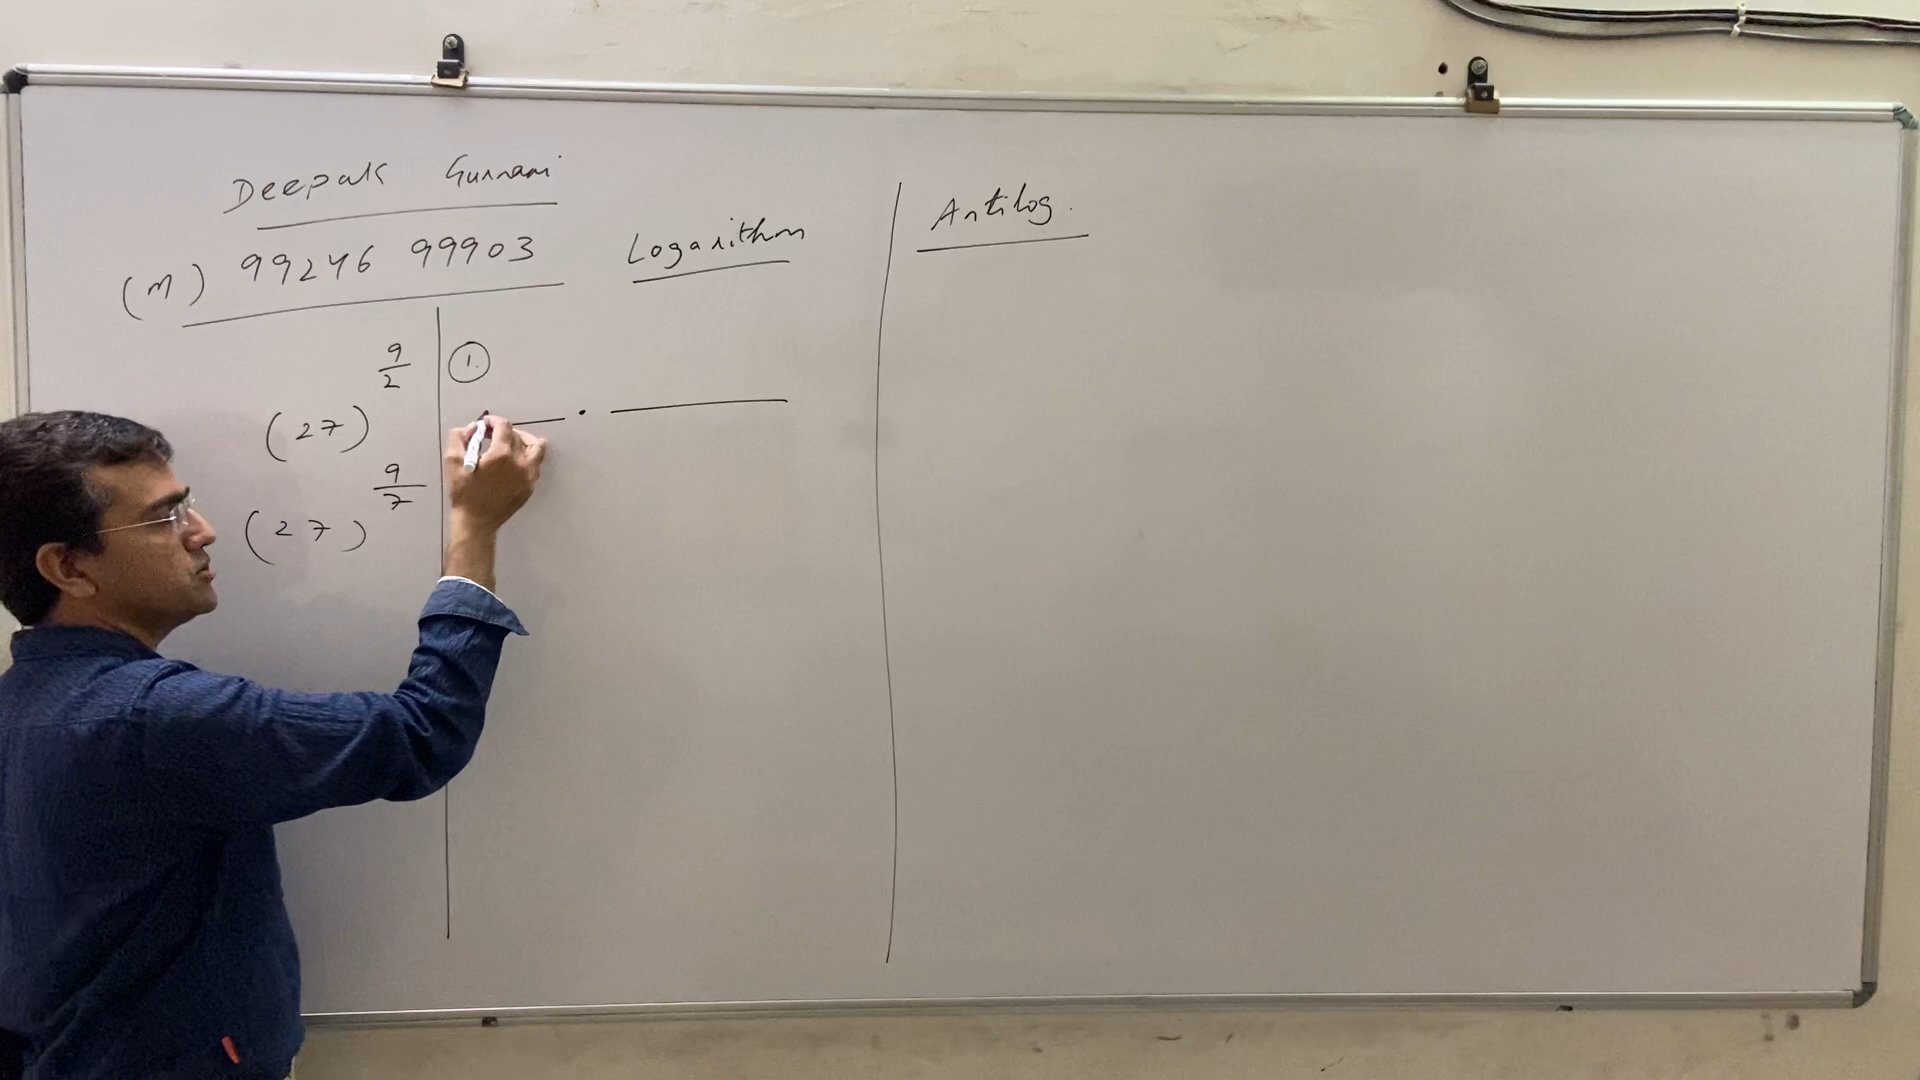 Deepak Gurnani
(M) 99246 99903
Logarithm
Antilog.
(27)^9/2
(27)^9/7
1.